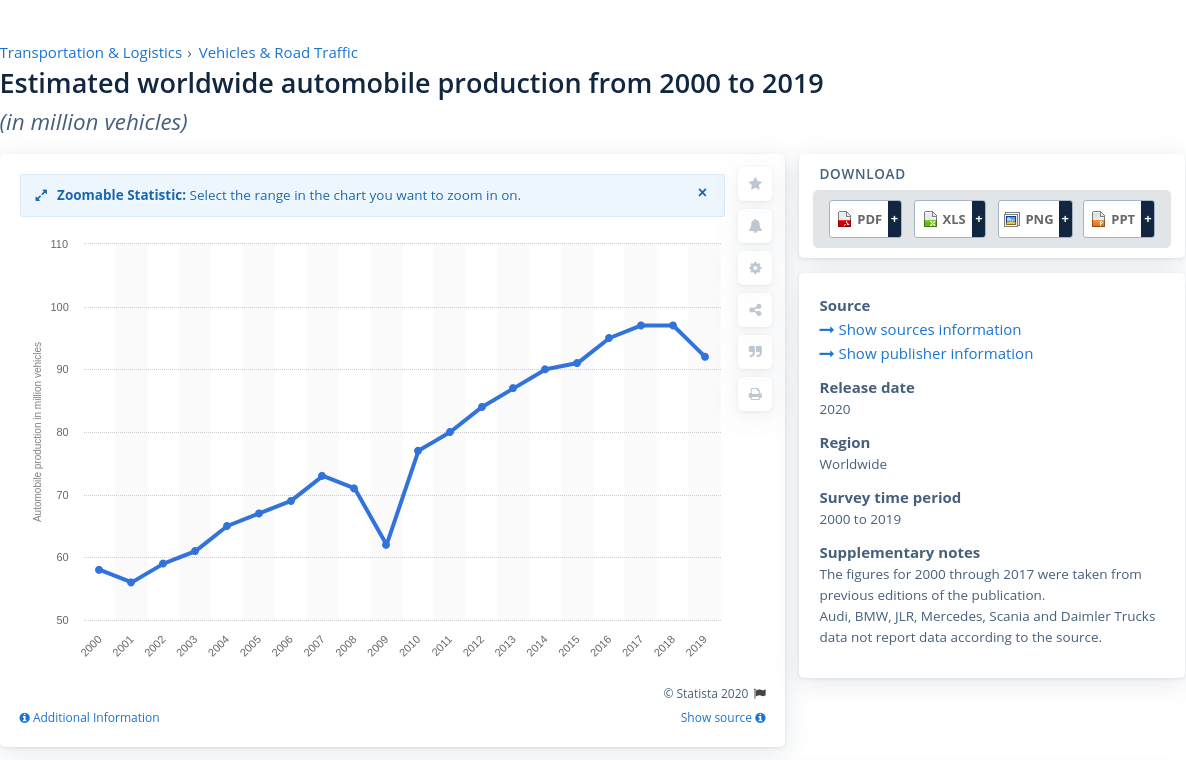 Transportation & Logistics › Vehicles & Road Traffic
Estimated worldwide automobile production from 2000 to 2019
(in million vehicles)
Zoomable Statistic: Select the range in the chart you want to zoom in on. ×
110
100
90
80
70
60
50
Automobile production in million vehicles
2000 2001 2002 2003 2004 2005 2006 2007 2008 2009 2010 2011 2012 2013 2014 2015 2016 2017 2018 2019
© Statista 2020
Additional Information
Show source
DOWNLOAD
PDF + XLS + PNG + PPT +
Source
Show sources information
Show publisher information
Release date
2020
Region
Worldwide
Survey time period
2000 to 2019
Supplementary notes
The figures for 2000 through 2017 were taken from
previous editions of the publication.
Audi, BMW, JLR, Mercedes, Scania and Daimler Trucks
data not report data according to the source.